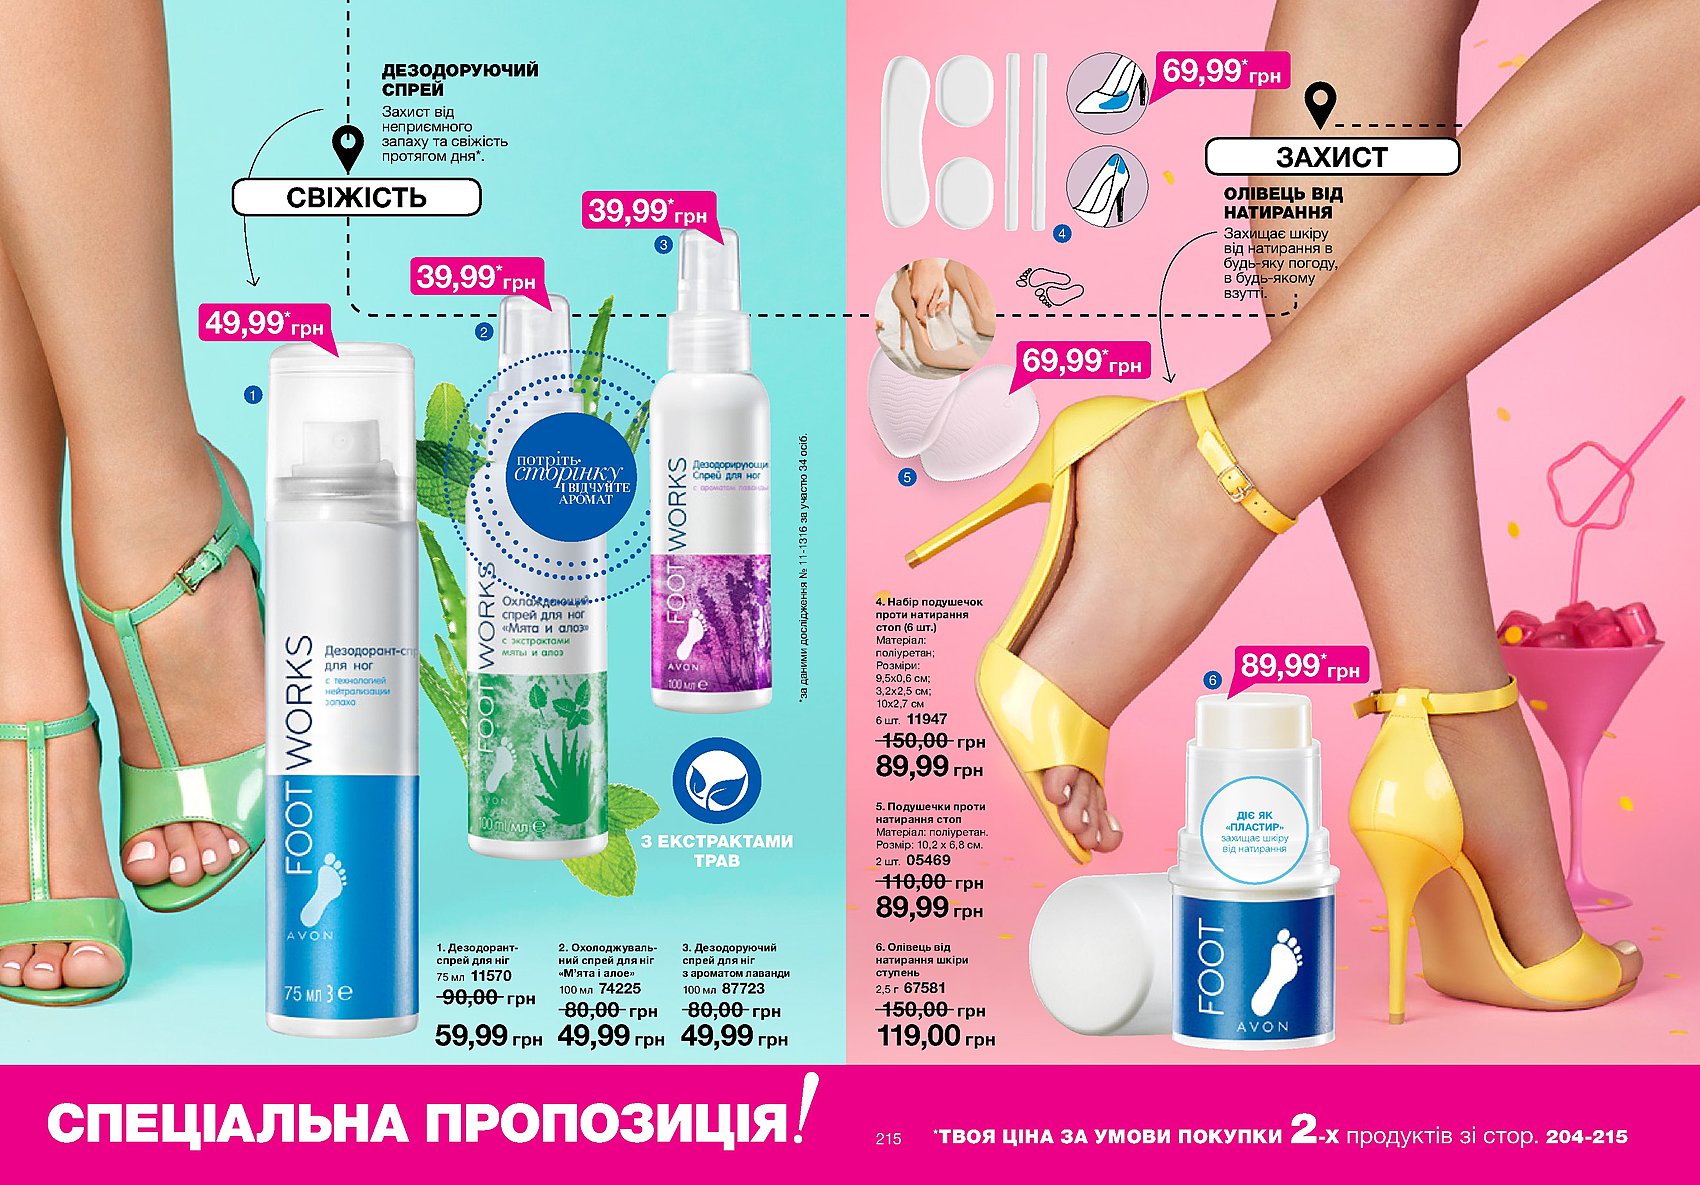 ДЕЗОДОРУЮЧИЙ
СПРЕЙ
Захист від
неприємного
запаху та свіжість
протягом дня*.
СВІЖІСТЬ
49,99*грн
39,99*грн
39,99*грн
1
2
3
ПОТРІТЬ
СТОРІНКУ
І ВІДЧУЙТЕ
АРОМАТ
FOOT WORKS
Дезодорант-спр
для ног
с технологией
нейтрализации
запаха
AVON
75 мл 3 e
FOOT WORKS
Охлаждающий
спрей для ног
«Мята и алоэ»
с экстрактами
мяты и алоэ
AVON
100 ml/мл e
FOOT WORKS
Дезодорирующи
Спрей для ног
с ароматом лаванды
AVON
100 мл e
*за даними дослідження № 11-1316 за участю 34 осіб.
З ЕКСТРАКТАМИ
ТРАВ
1. Дезодорант-
спрей для ніг
75 мл 11570
90,00 грн
59,99 грн
2. Охолоджуваль-
ний спрей для ніг
«М'ята і алое»
100 мл 74225
80,00 грн
49,99 грн
3. Дезодоруючий
спрей для ніг
з ароматом лаванди
100 мл 87723
80,00 грн
49,99 грн
69,99*грн
4
ЗАХИСТ
ОЛІВЕЦЬ ВІД
НАТИРАННЯ
Захищає шкіру
від натирання в
будь-яку погоду,
в будь-якому
взутті.
69,99*грн
5
4. Набір подушечок
проти натирання
стоп (6 шт.)
Матеріал:
поліуретан;
Розміри:
9,5х0,6 см;
3,2х2,5 см;
10х2,7 см
6 шт. 11947
150,00 грн
89,99 грн
5. Подушечки проти
натирання стоп
Матеріал: поліуретан.
Розмір: 10,2 х 6,8 см.
2 шт. 05469
110,00 грн
89,99 грн
6. Олівець від
натирання шкіри
ступень
2,5 г 67581
150,00 грн
119,00 грн
89,99*грн
6
ДІЄ ЯК
«ПЛАСТИР»
захищає шкіру
від натирання
FOOT
AVON
СПЕЦІАЛЬНА ПРОПОЗИЦІЯ!
215
*ТВОЯ ЦІНА ЗА УМОВИ ПОКУПКИ 2-Х продуктів зі стор. 204-215